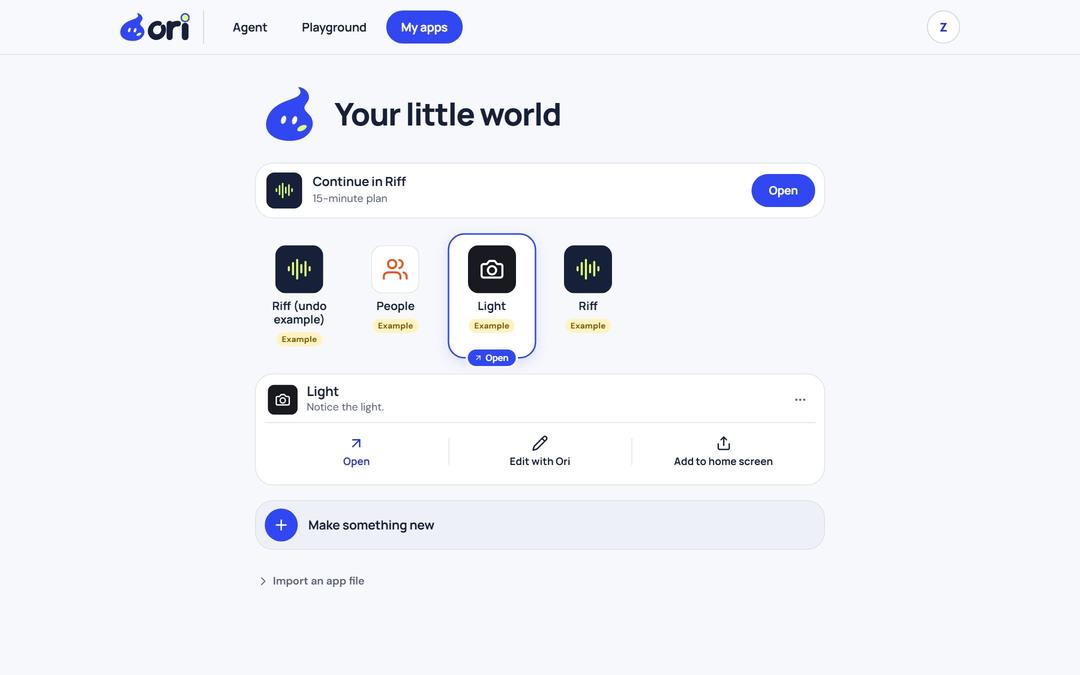 ori
Agent
Playground
My apps
Z
Your little world
Continue in Riff
15-minute plan
Open
Riff (undo
example)
Example
People
Example
Light
Example
Open
Riff
Example
Light
Notice the light.
Open
Edit with Ori
Add to home screen
Make something new
Import an app file